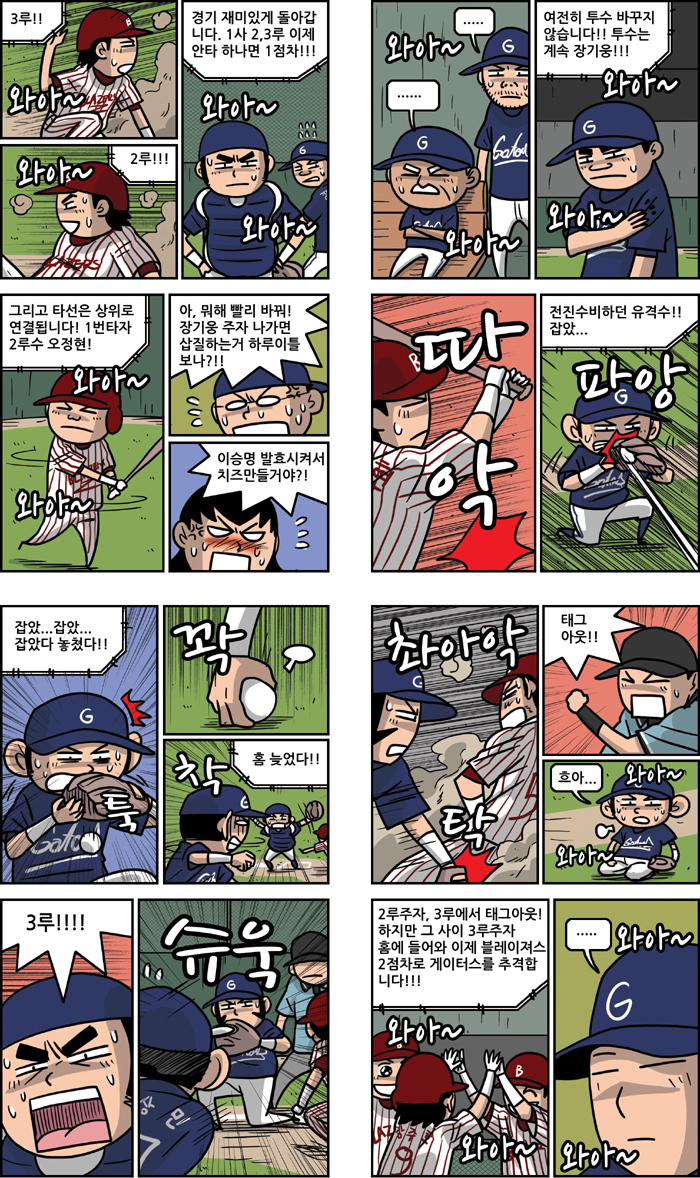 3루!!
와아~
와아~
2루!!!
LAZERS
경기 재미있게 돌아갑
니다. 1사 2,3루 이제
안타 하나면 1점차!!!
와아~
와아~
와아~
.....
G
......
G
Gators
와아~
여전히 투수 바꾸지
않습니다!! 투수는
계속 장기웅!!!
G
와아~
그리고 타선은 상위로
연결됩니다! 1번타자
2루수 오정현!
와아~
와아~
아, 뭐해 빨리 바꿔!
장기웅 주자 나가면
삽질하는거 하루이틀
보나?!!
이승명 발효시켜서
치즈만들거야?!
B
따
악
전진수비하던 유격수!!
잡았...
파앙
G
잡았...잡았...
잡았다 놓쳤다!!
G
툭
Gators
꽉
착
홈 늦었다!!
G
촤아악
탁
태그
아웃!!
흐아...
와아~
와아~
3루!!!!
슈욱
G
2루주자, 3루에서 태그아웃!
하지만 그 사이 3루주자
홈에 들어와 이제 블레이져스
2점차로 게이터스를 추격합
니다!!!
와아~
B
9
와아~
.....
와아~
G
와아~